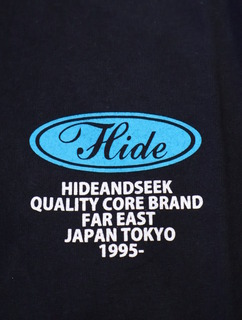 Hide
HIDEANDSEEK
QUALITY CORE BRAND
FAR EAST
JAPAN TOKYO
1995-